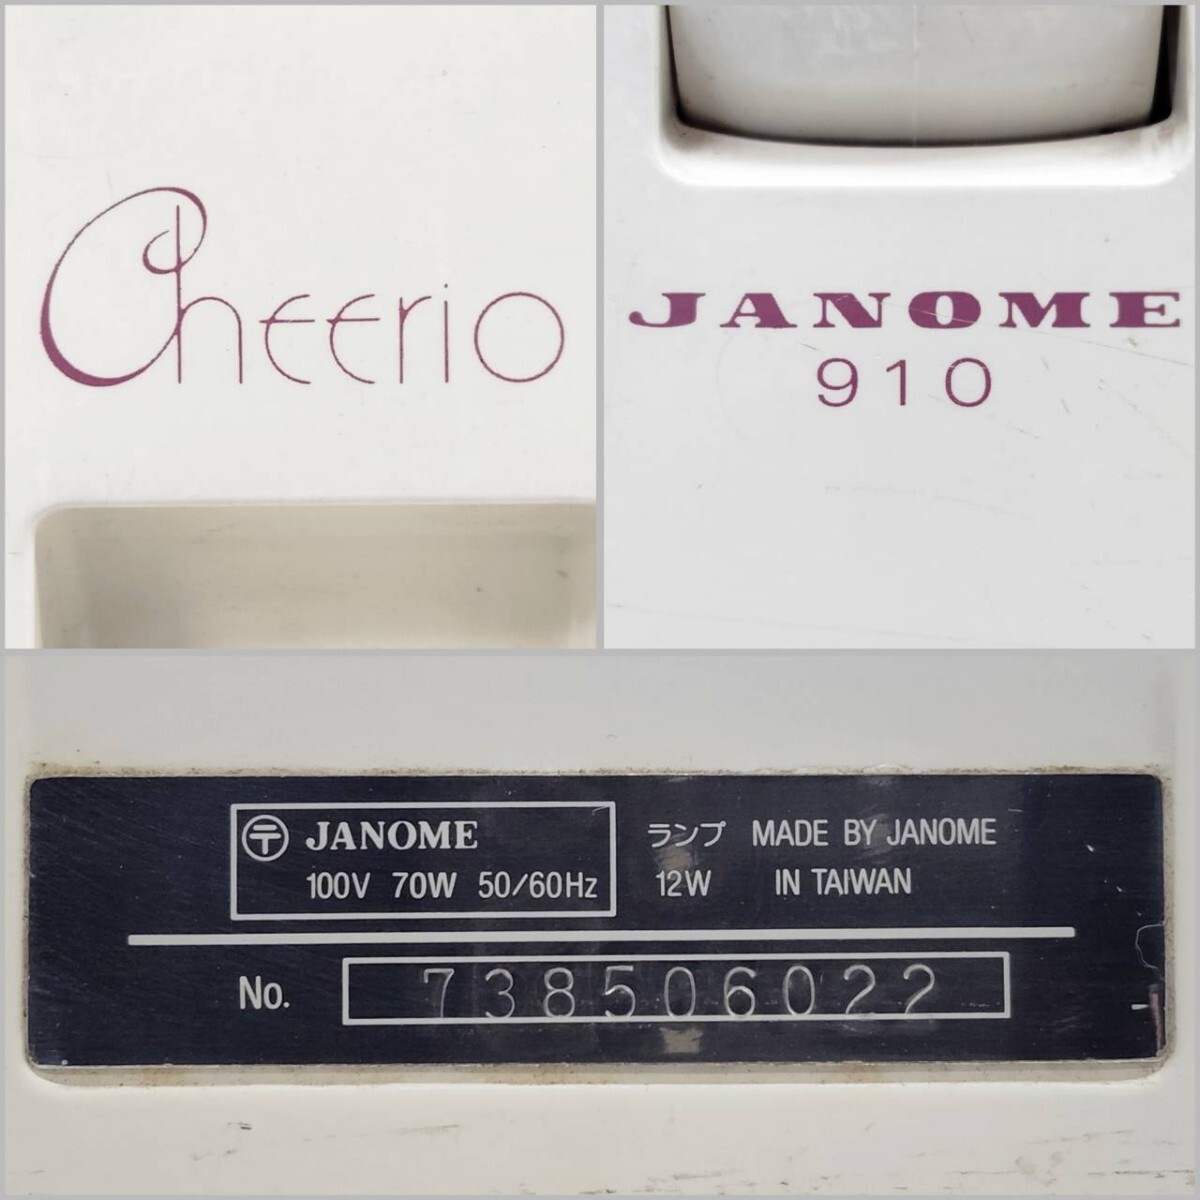 Cheerio
JANOME
910
〒 JANOME
100V 70W 50/60Hz
ランプ
12W
MADE BY JANOME
IN TAIWAN
No. 738506022